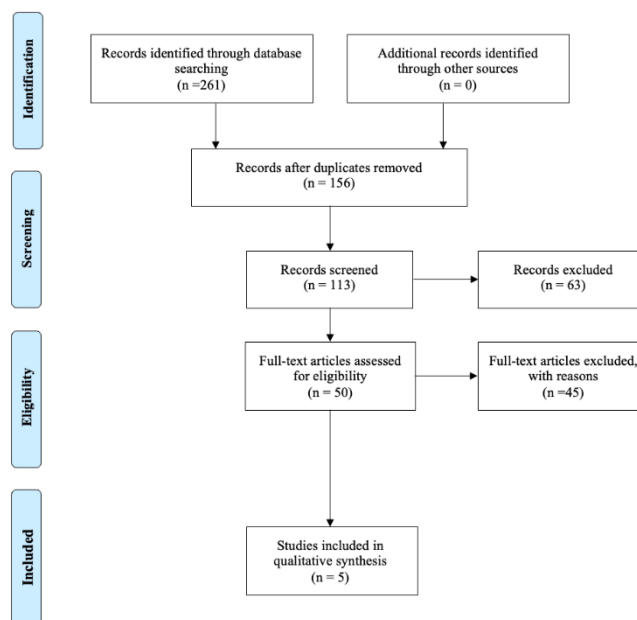 Identification
Records identified through database
searching
(n =261)
Additional records identified
through other sources
(n = 0)
Records after duplicates removed
(n = 156)
Screening
Records screened
(n = 113)
Records excluded
(n = 63)
Eligibility
Full-text articles assessed
for eligibility
(n = 50)
Full-text articles excluded,
with reasons
(n =45)
Included
Studies included in
qualitative synthesis
(n = 5)